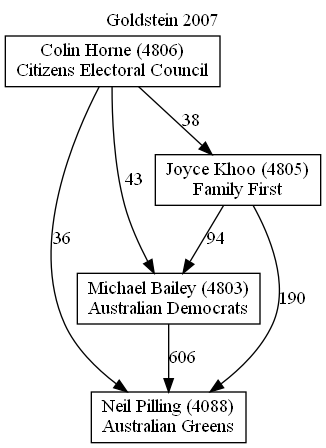 Goldstein 2007
Colin Horne (4806)
Citizens Electoral Council
38
Joyce Khoo (4805)
Family First
43
36
94
190
Michael Bailey (4803)
Australian Democrats
606
Neil Pilling (4088)
Australian Greens